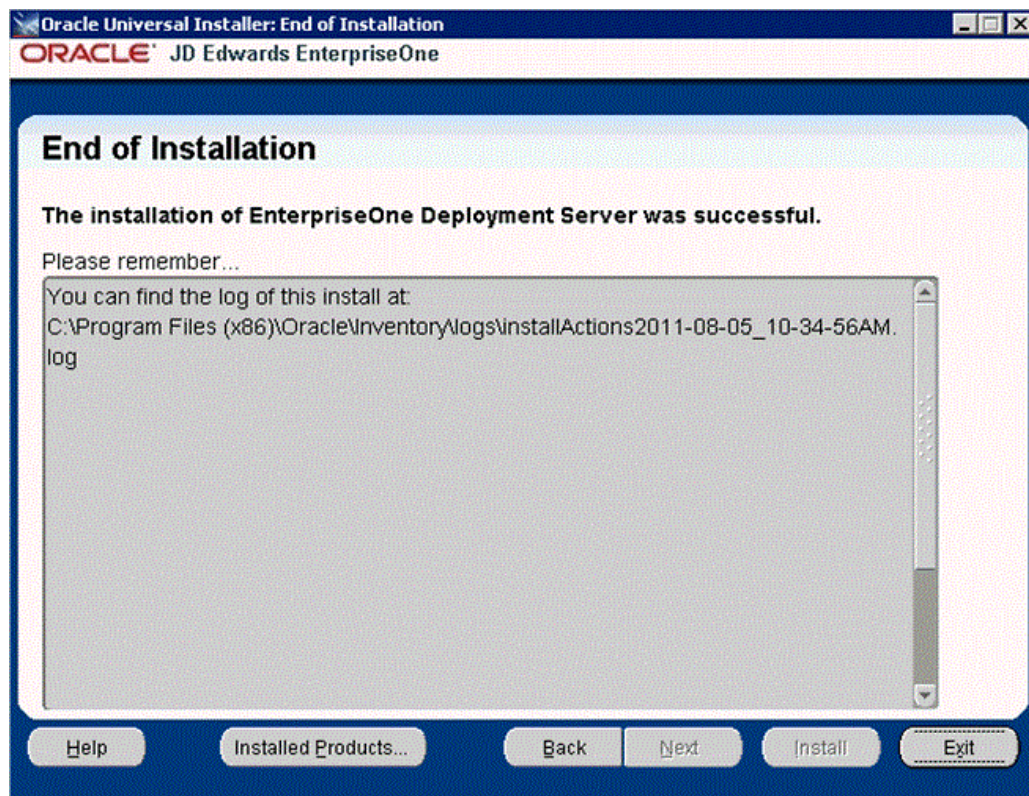 Oracle Universal Installer: End of Installation
ORACLE® JD Edwards EnterpriseOne
End of Installation
The installation of EnterpriseOne Deployment Server was successful.
Please remember...
You can find the log of this install at:
C:\Program Files (x86)\Oracle\Inventory\logs\installActions2011-08-05_10-34-56AM.
log
Help Installed Products... Back Next Install Exit